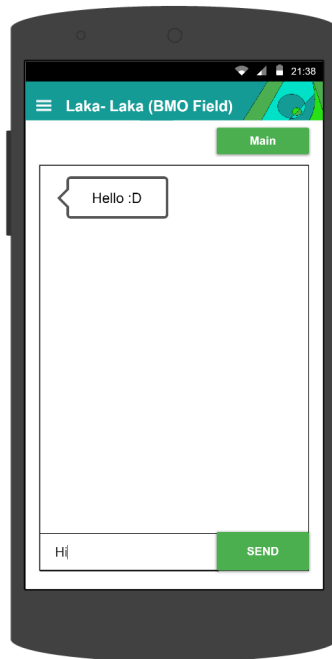 21:38
Laka- Laka (BMO Field)
Main
Hello :D
Hi
SEND